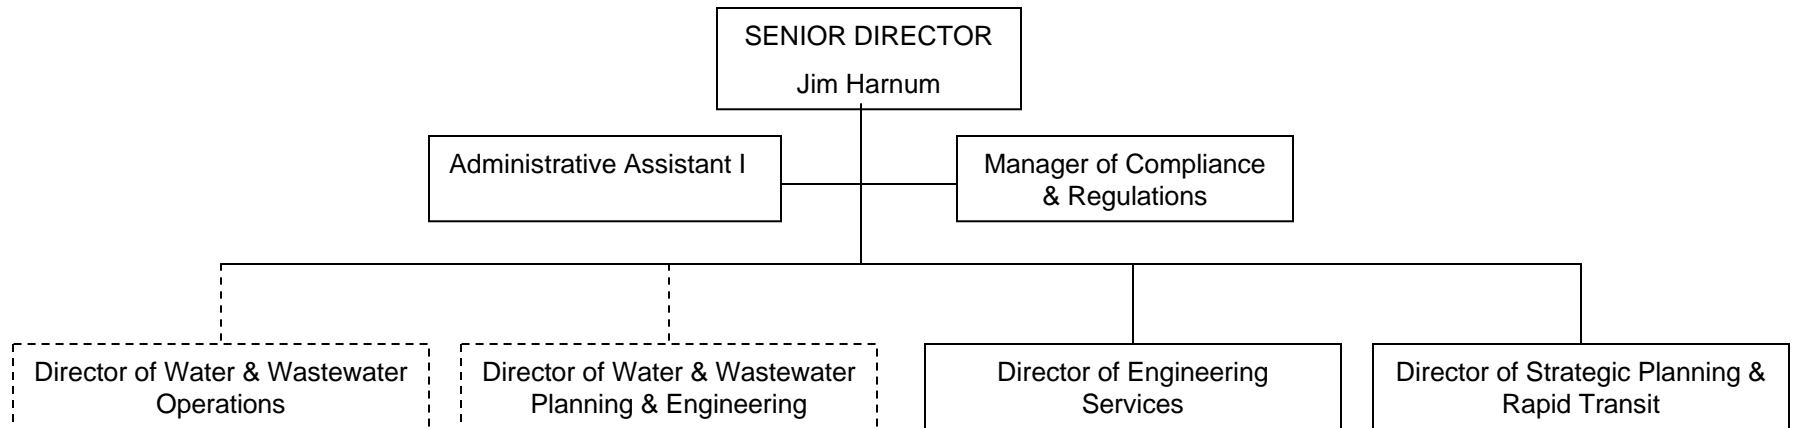 SENIOR DIRECTOR
Jim Harnum
Administrative Assistant I
Manager of Compliance
& Regulations
Director of Water & Wastewater
Operations
Director of Water & Wastewater
Planning & Engineering
Director of Engineering
Services
Director of Strategic Planning &
Rapid Transit